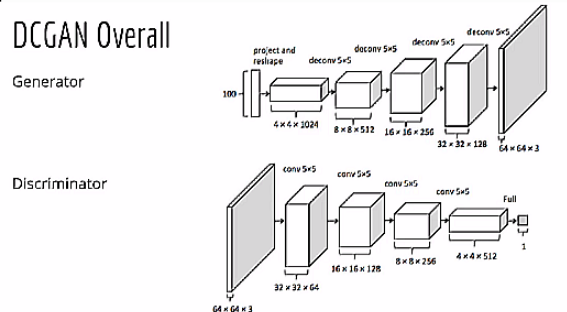 DCGAN Overall
Generator
project and
reshape
deconv 5×5
deconv 5×5
deconv 5×5
deconv 5×5
100
4×4×1024
8×8×512
16×16×256
32×32×128
64×64×3
Discriminator
conv 5×5
conv 5×5
conv 5×5
conv 5×5
Full
64×64×3
32×32×64
16×16×128
8×8×256
4×4×512
1